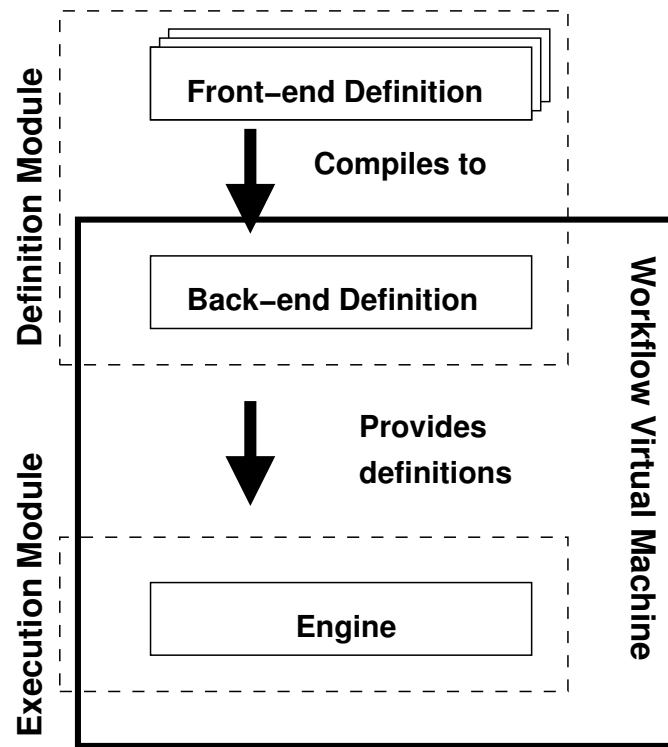 Front−end Definition
Compiles to
Definition Module
Back−end Definition
Workflow Virtual Machine
Provides
definitions
Execution Module
Engine